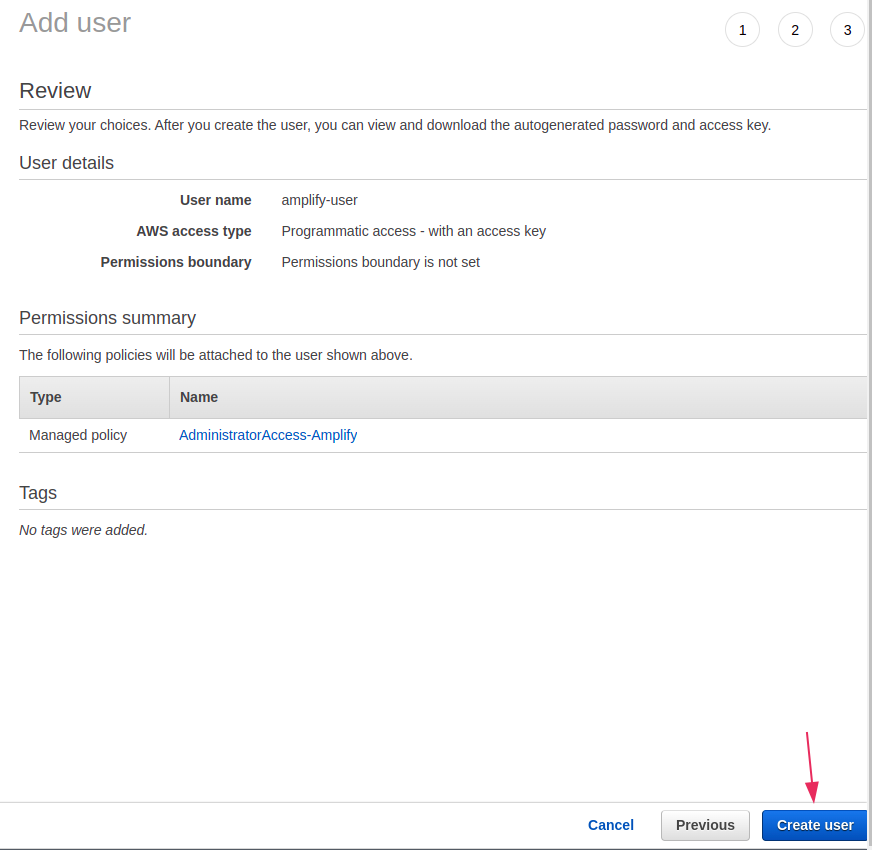 Add user
1 2 3
Review
Review your choices. After you create the user, you can view and download the autogenerated password and access key.
User details
User name amplify-user
AWS access type Programmatic access - with an access key
Permissions boundary Permissions boundary is not set
Permissions summary
The following policies will be attached to the user shown above.
Type Name
Managed policy AdministratorAccess-Amplify
Tags
No tags were added.
Cancel Previous Create user